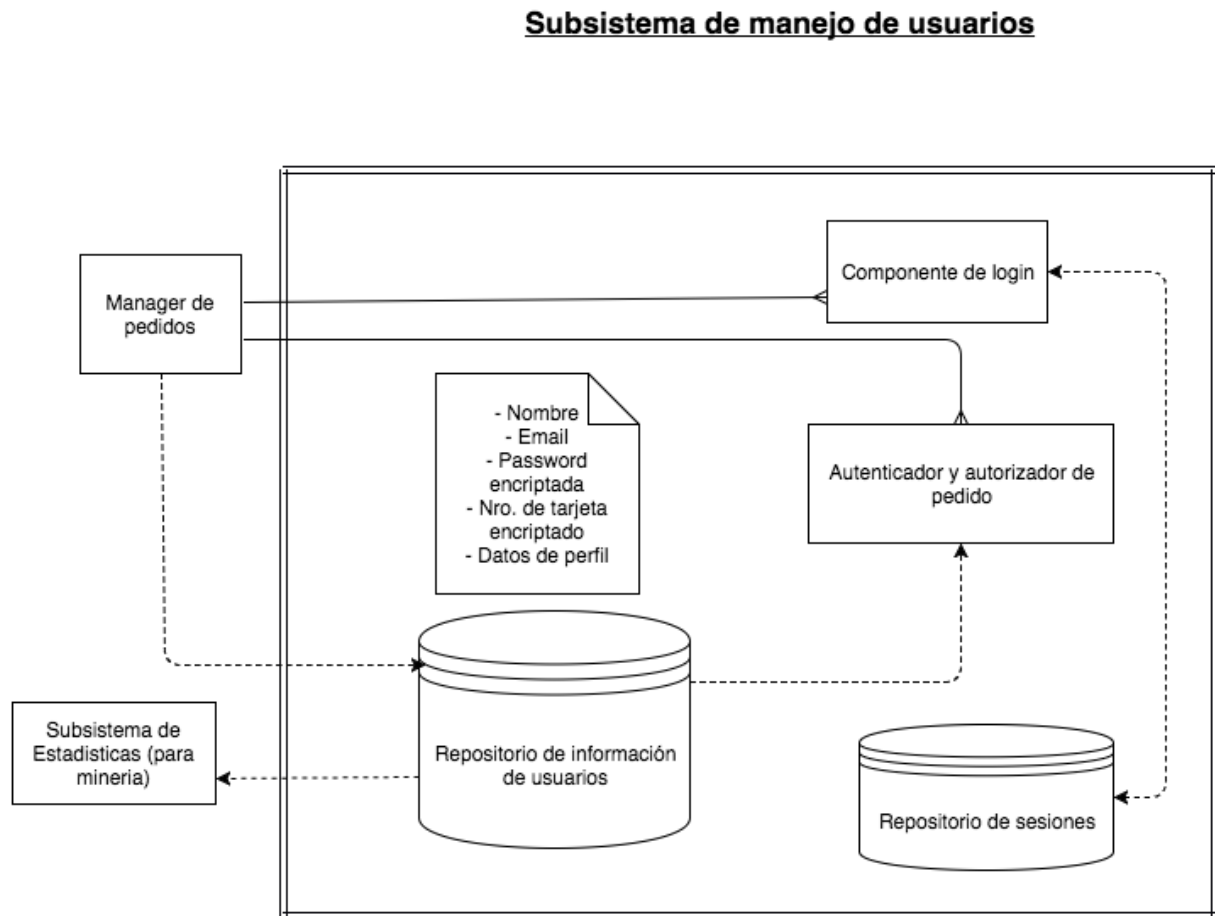 Subsistema de manejo de usuarios
Componente de login
Manager de
pedidos
- Nombre
- Email
- Password
encriptada
- Nro. de tarjeta
encriptado
- Datos de perfil
Autenticador y autorizador de
pedido
Subsistema de
Estadisticas (para
mineria)
Repositorio de información
de usuarios
Repositorio de sesiones